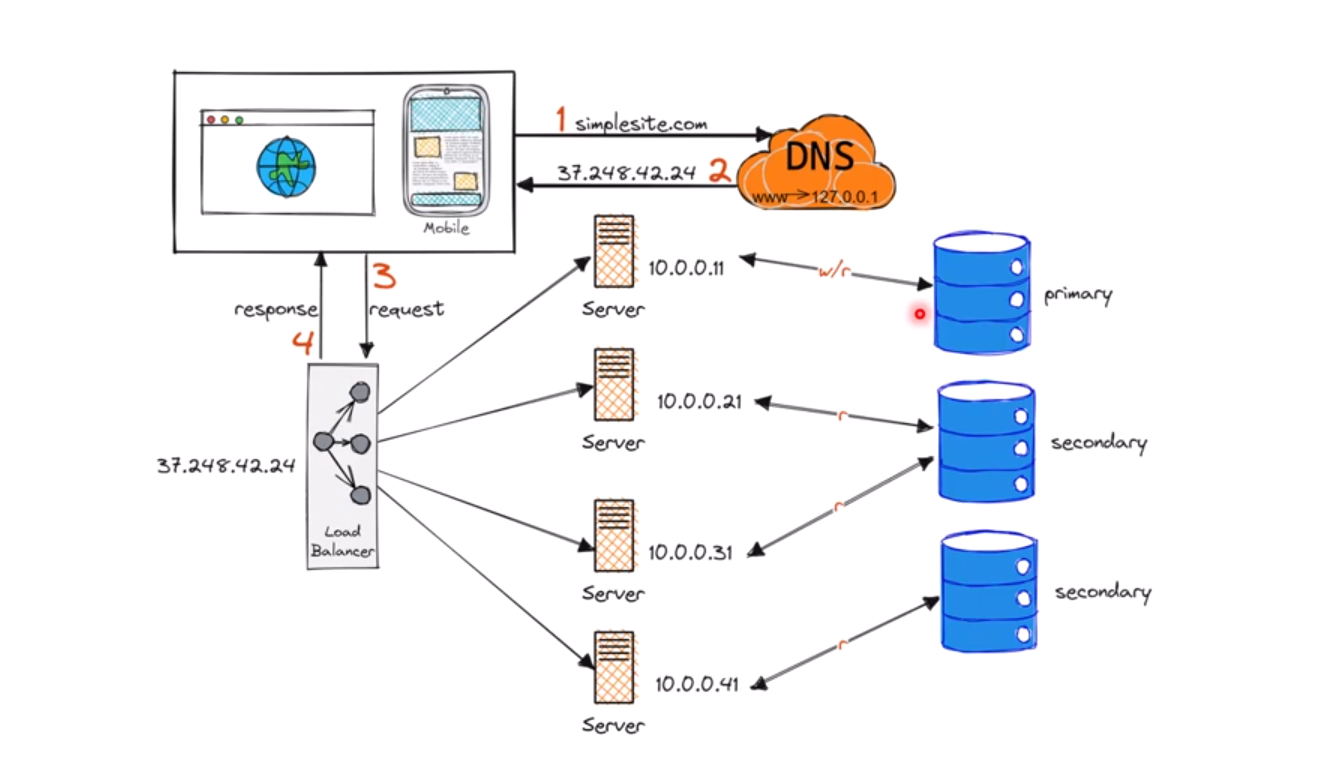 1 simplesite.com
DNS
37.248.42.24 2
www->127.0.0.1
Mobile
3
response
request
4
37.248.42.24
Load
Balancer
10.0.0.11
Server
10.0.0.21
Server
10.0.0.31
Server
10.0.0.41
Server
w/r
r
r
r
primary
secondary
secondary